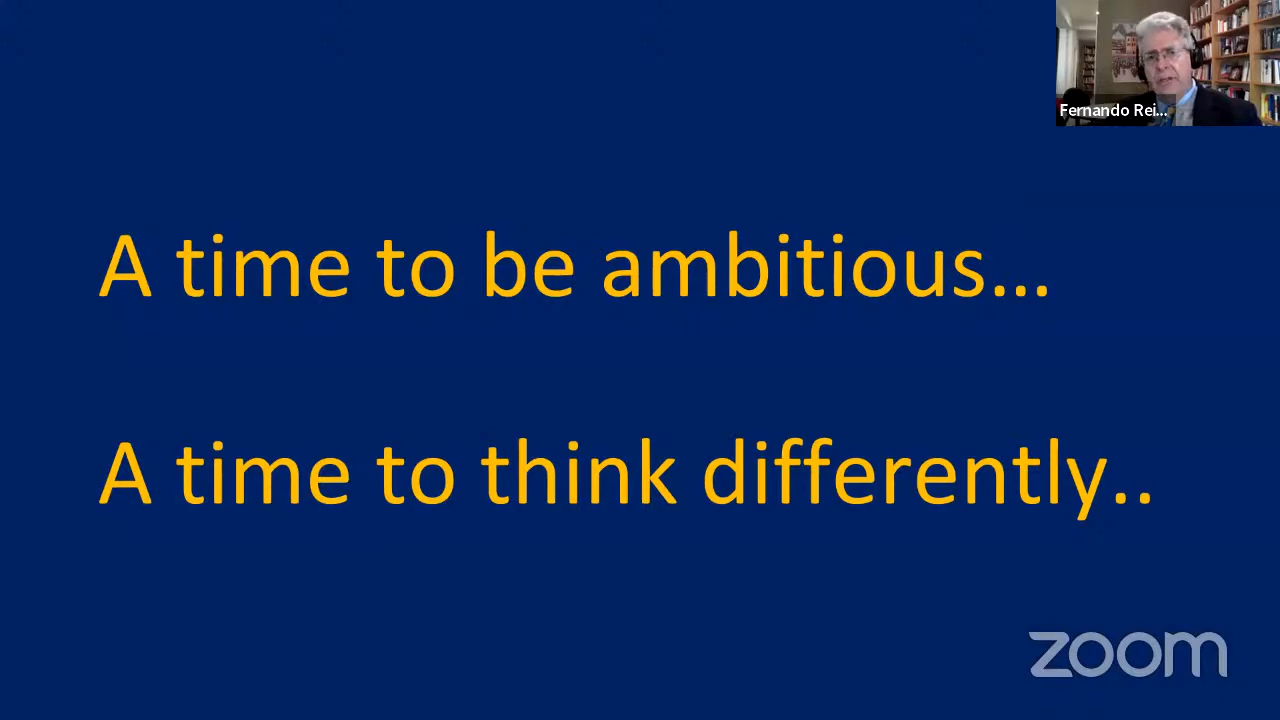 Fernando Rei...
A time to be ambitious...
A time to think differently..
zoom